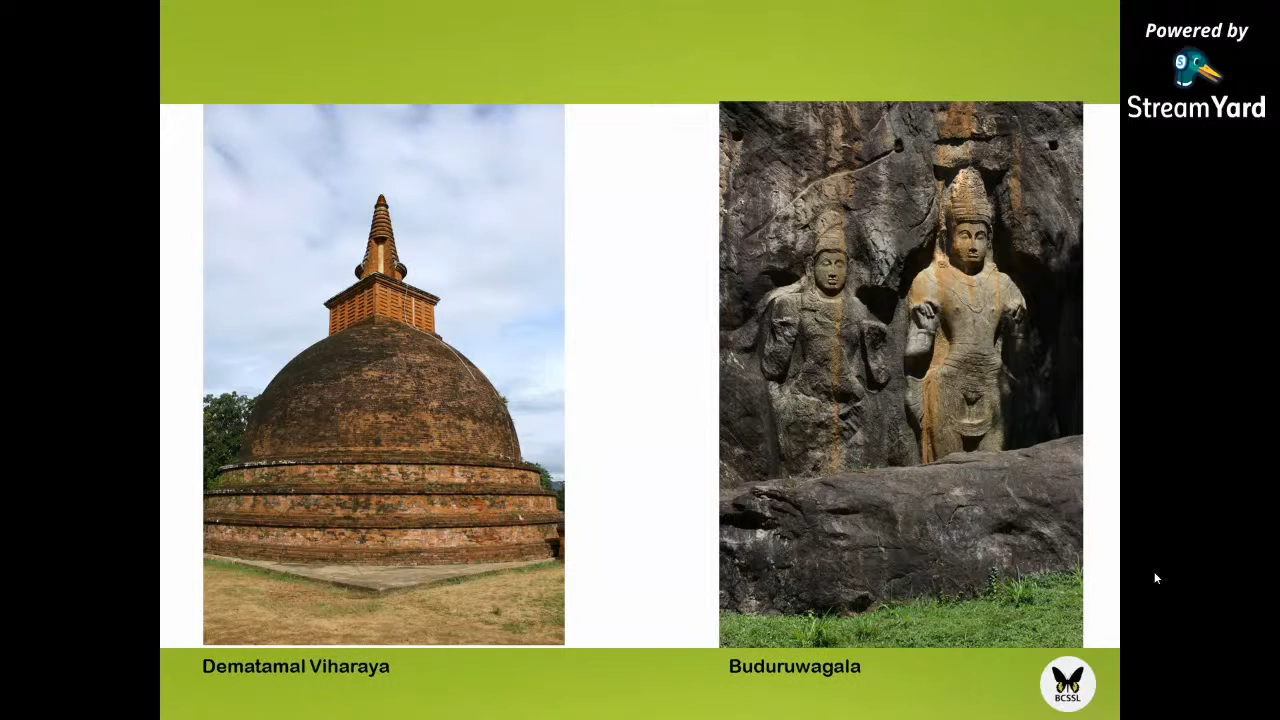 Powered by
StreamYard
Dematamal Viharaya
Buduruwagala
BCSSL